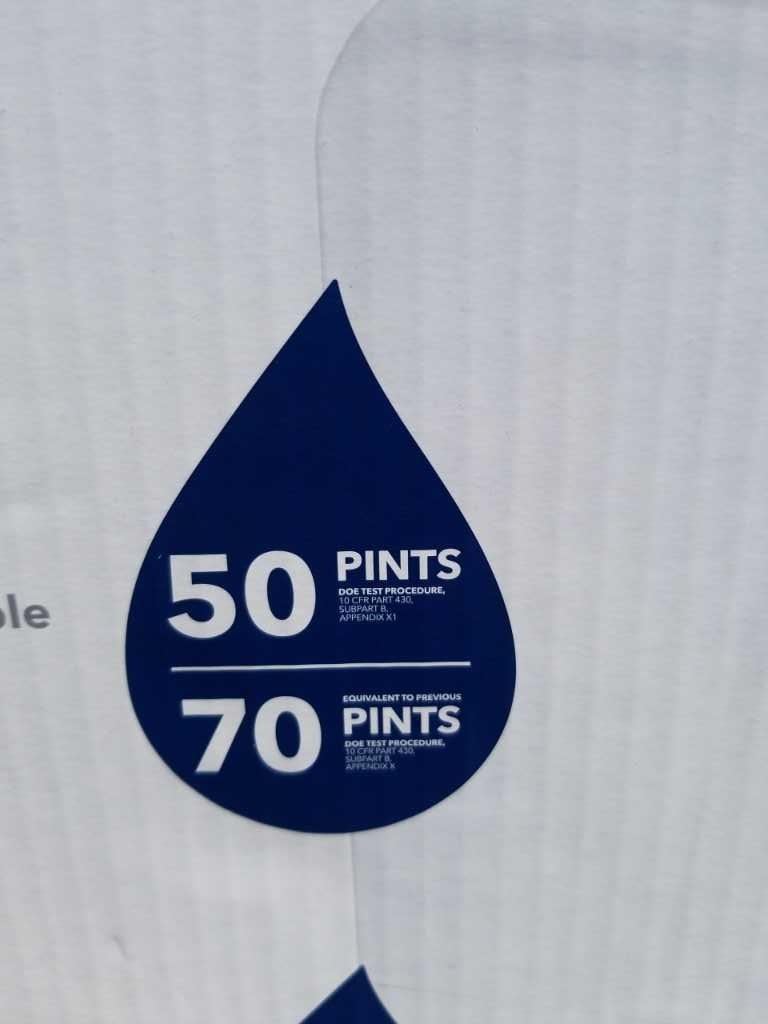 50 PINTS
DOE TEST PROCEDURE,
10 CFR PART 430,
SUBPART B,
APPENDIX X1
EQUIVALENT TO PREVIOUS
70 PINTS
DOE TEST PROCEDURE,
10 CFR PART 430,
SUBPART B,
APPENDIX X
ole